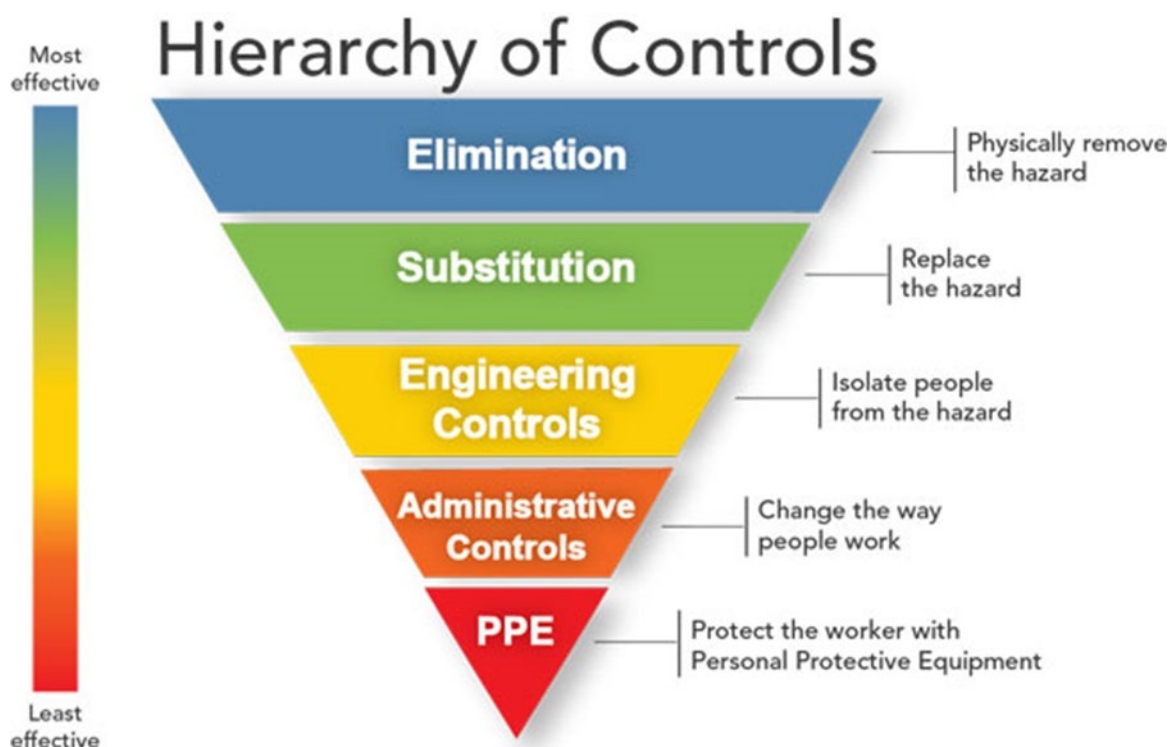 Hierarchy of Controls
Most
effective
Elimination
Physically remove
the hazard
Substitution
Replace
the hazard
Engineering
Controls
Isolate people
from the hazard
Administrative
Controls
Change the way
people work
PPE
Protect the worker with
Personal Protective Equipment
Least
effective